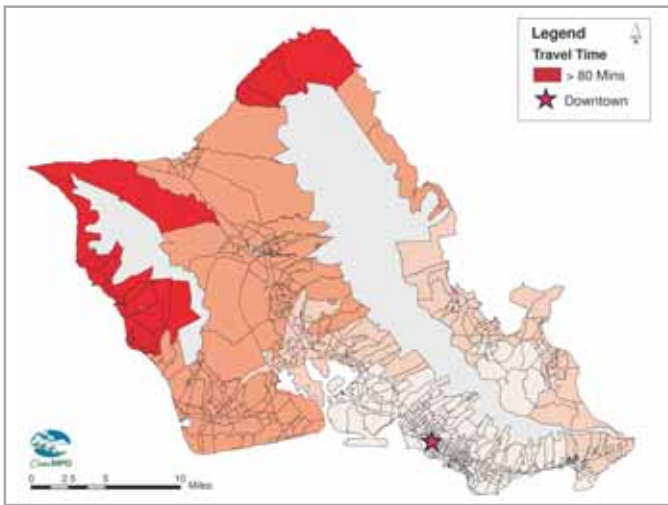 Legend
Travel Time
> 80 Mins
Downtown
OahuMPO
0 2.5 5 10
Miles